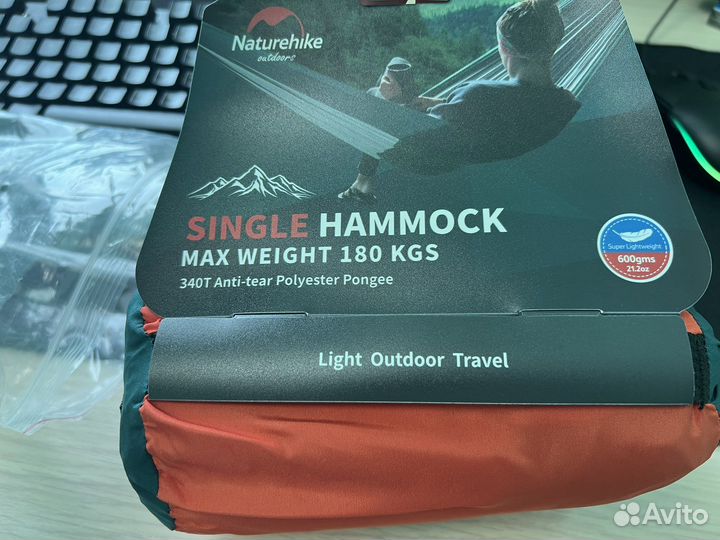 Naturehike
outdoors
SINGLE HAMMOCK
MAX WEIGHT 180 KGS
340T Anti-tear Polyester Pongee
Super Lightweight
600gms
21.2oz
Light Outdoor Travel
Avito